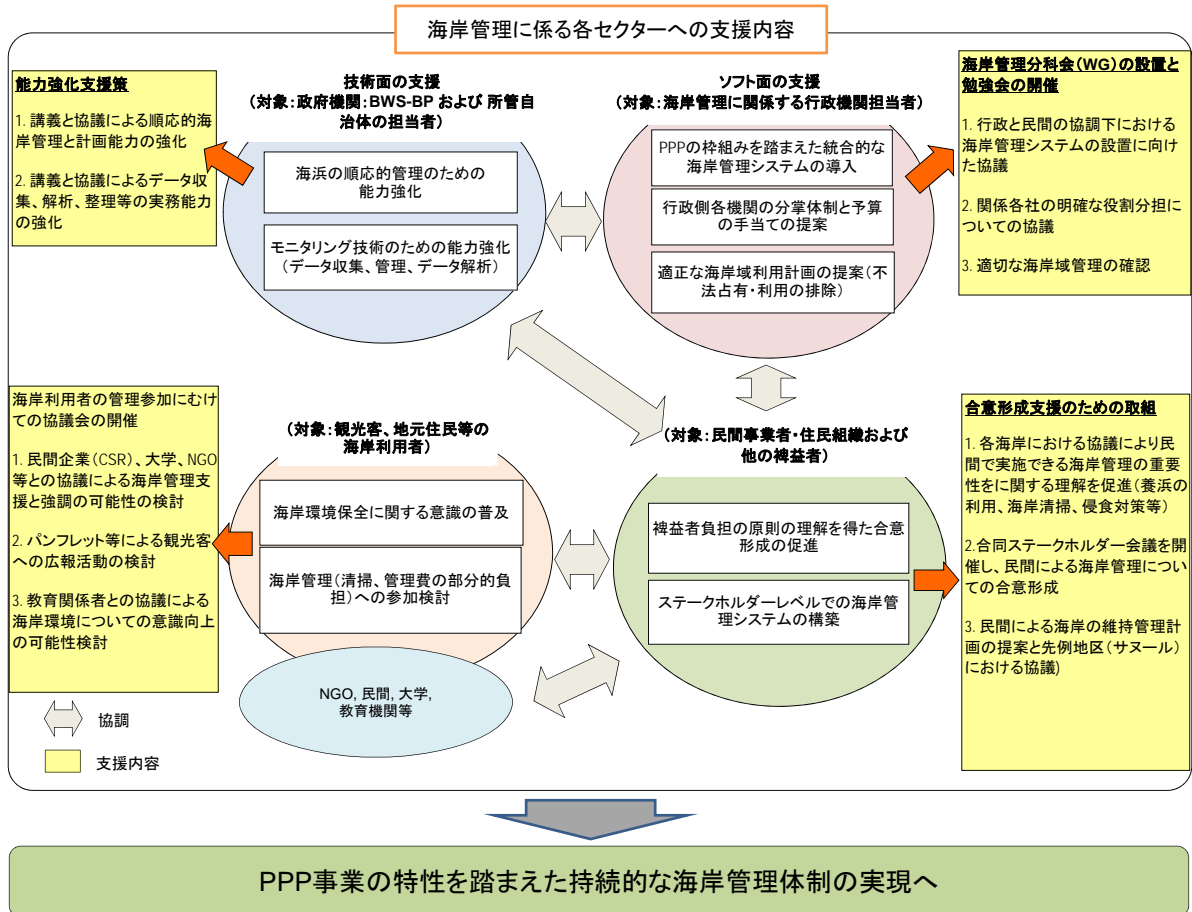 海岸管理に係る各セクターへの支援内容
能力強化支援策
1. 講義と協議による順応的海
岸管理と計画能力の強化
2. 講義と協議によるデータ収
集、解析、整理等の実務能力
の強化
技術面の支援
(対象:政府機関:BWS-BP および 所管自
治体の担当者)
海浜の順応的管理のための
能力強化
モニタリング技術のための能力強化
(データ収集、管理、データ解析)
ソフト面の支援
(対象:海岸管理に関係する行政機関担当者)
PPPの枠組みを踏まえた統合的な
海岸管理システムの導入
行政側各機関の分掌体制と予算
の手当ての提案
適正な海岸域利用計画の提案(不
法占有・利用の排除)
海岸管理分科会(WG)の設置と
勉強会の開催
1. 行政と民間の協調下における
海岸管理システムの設置に向け
た協議
2. 関係各社の明確な役割分担に
ついての協議
3. 適切な海岸域管理の確認
海岸利用者の管理参加にむけ
ての協議会の開催
1. 民間企業(CSR)、大学、NGO
等との協議による海岸管理支
援と強調の可能性の検討
2. パンフレット等による観光客
への広報活動の検討
3. 教育関係者との協議による
海岸環境についての意識向上
の可能性検討
(対象:観光客、地元住民等の
海岸利用者)
海岸環境保全に関する意識の普及
海岸管理(清掃、管理費の部分的負
担)への参加検討
NGO, 民間, 大学,
教育機関等
(対象:民間事業者・住民組織および
他の裨益者)
裨益者負担の原則の理解を得た合意
形成の促進
ステークホルダーレベルでの海岸管
理システムの構築
合意形成支援のための取組
1. 各海岸における協議により民
間で実施できる海岸管理の重要
性をに関する理解を促進(養浜の
利用、海岸清掃、侵食対策等)
2.合同ステークホルダー会議を開
催し、民間による海岸管理につい
ての合意形成
3. 民間による海岸の維持管理計
画の提案と先例地区(サヌール)
における協議)
協調
支援内容
PPP事業の特性を踏まえた持続的な海岸管理体制の実現へ